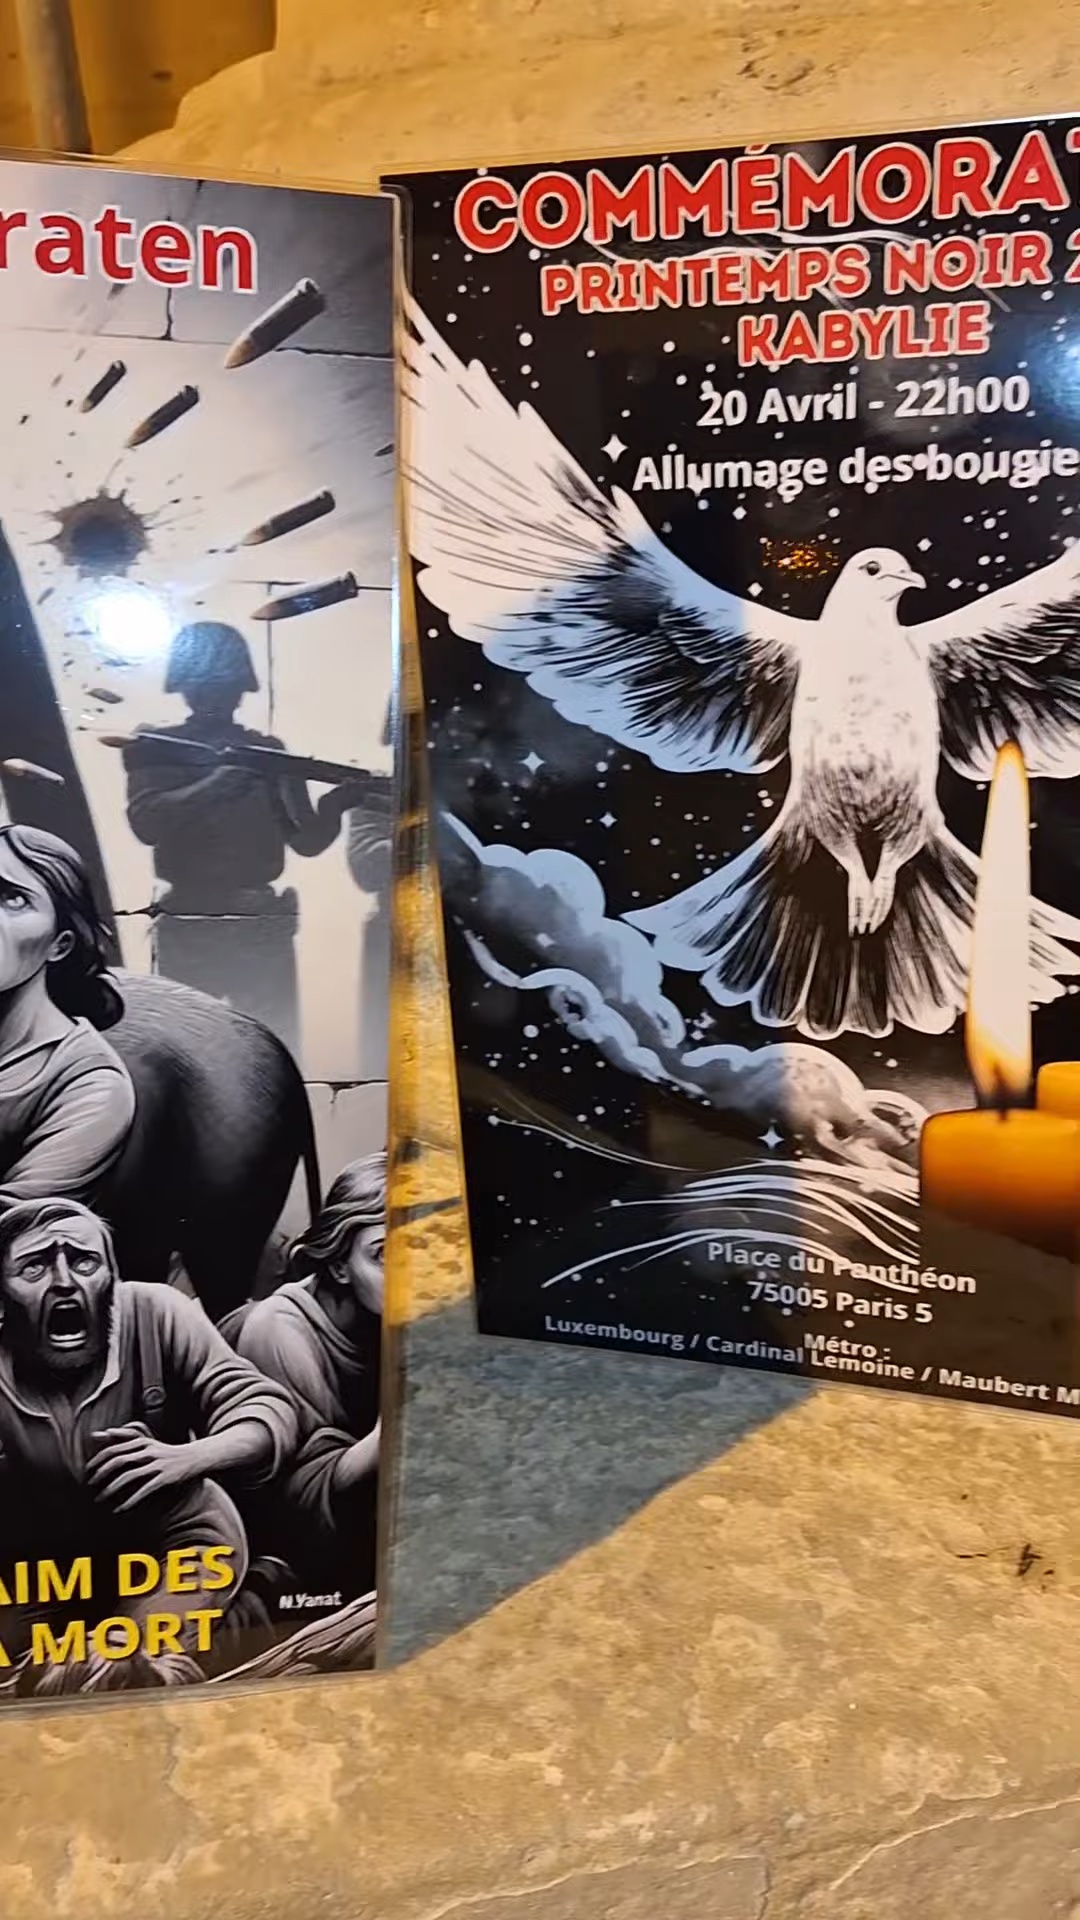 raten
AIM DES
A MORT
N.Yanat
COMMÉMORAT
PRINTEMPS NOIR 2
KABYLIE
20 Avril - 22h00
Allumage des bougie
Place du Panthéon
75005 Paris 5
Métro :
Luxembourg / Cardinal Lemoine / Maubert M